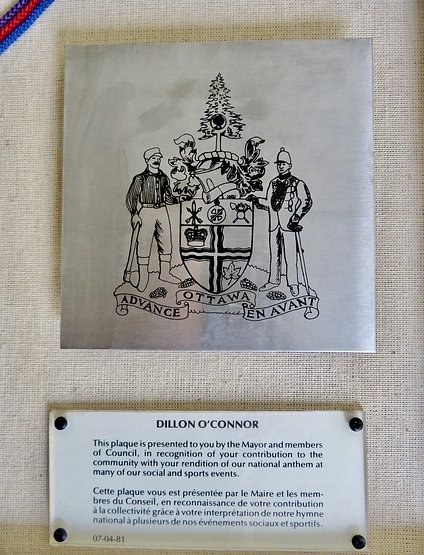 ADVANCE OTTAWA EN AVANT
DILLON O'CONNOR
This plaque is presented to you by the Mayor and members
of Council, in recognition of your contribution to the
community with your rendition of our national anthem at
many of our social and sports events.
Cette plaque vous est présentée par le Maire et les mem-
bres du Conseil, en reconnaissance de votre contribution
à la collectivité grâce à votre interprétation de notre hymne
national à plusieurs de nos événements sociaux et sportifs.
07-04-81